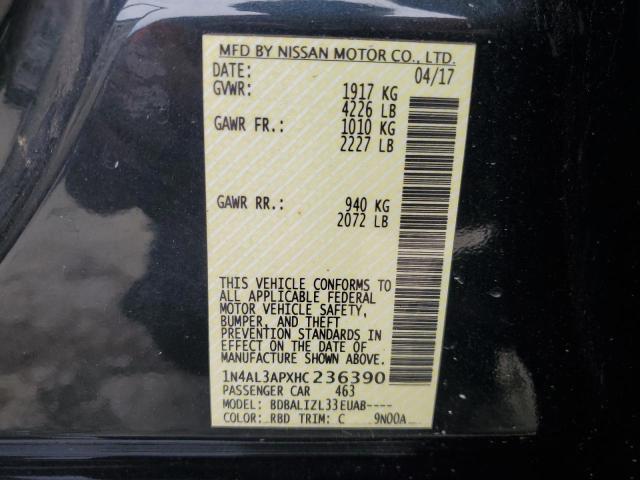 MFD BY NISSAN MOTOR CO., LTD.
DATE: 04/17
GVWR: 1917 KG
4226 LB
GAWR FR.: 1010 KG
2227 LB
GAWR RR.: 940 KG
2072 LB
THIS VEHICLE CONFORMS TO
ALL APPLICABLE FEDERAL
MOTOR VEHICLE SAFETY,
BUMPER, AND THEFT
PREVENTION STANDARDS IN
EFFECT ON THE DATE OF
MANUFACTURE SHOWN ABOVE.
1N4AL3APXHC236390
PASSENGER CAR 463
MODEL: BDBALIZL33EUAB----
COLOR: RBD TRIM: C 9N00A